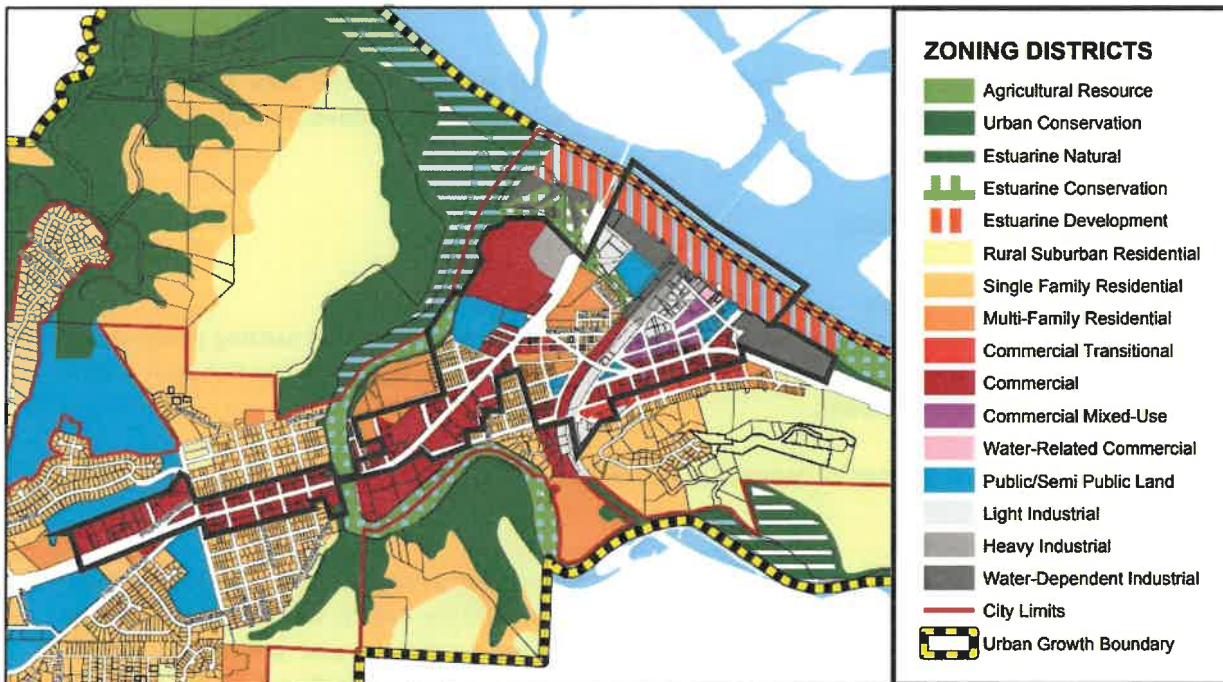 ZONING DISTRICTS
Agricultural Resource
Urban Conservation
Estuarine Natural
Estuarine Conservation
Estuarine Development
Rural Suburban Residential
Single Family Residential
Multi-Family Residential
Commercial Transitional
Commercial
Commercial Mixed-Use
Water-Related Commercial
Public/Semi Public Land
Light Industrial
Heavy Industrial
Water-Dependent Industrial
City Limits
Urban Growth Boundary